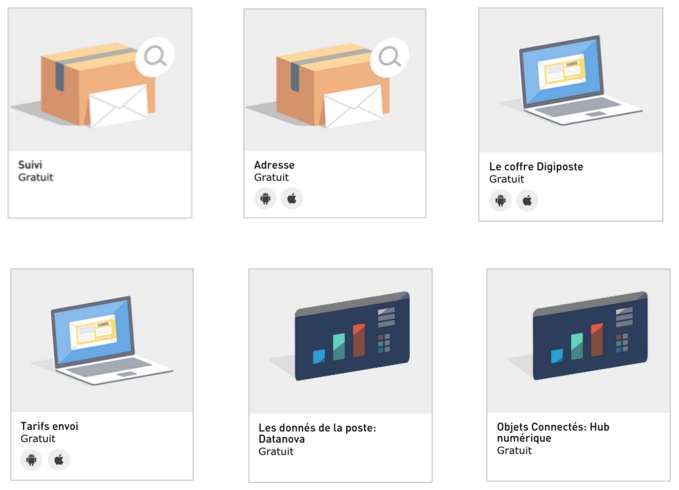 Suivi
Gratuit
Adresse
Gratuit
Le coffre Digiposte
Gratuit
Tarifs envoi
Gratuit
Les donnés de la poste:
Datanova
Gratuit
Objets Connectés: Hub
numérique
Gratuit